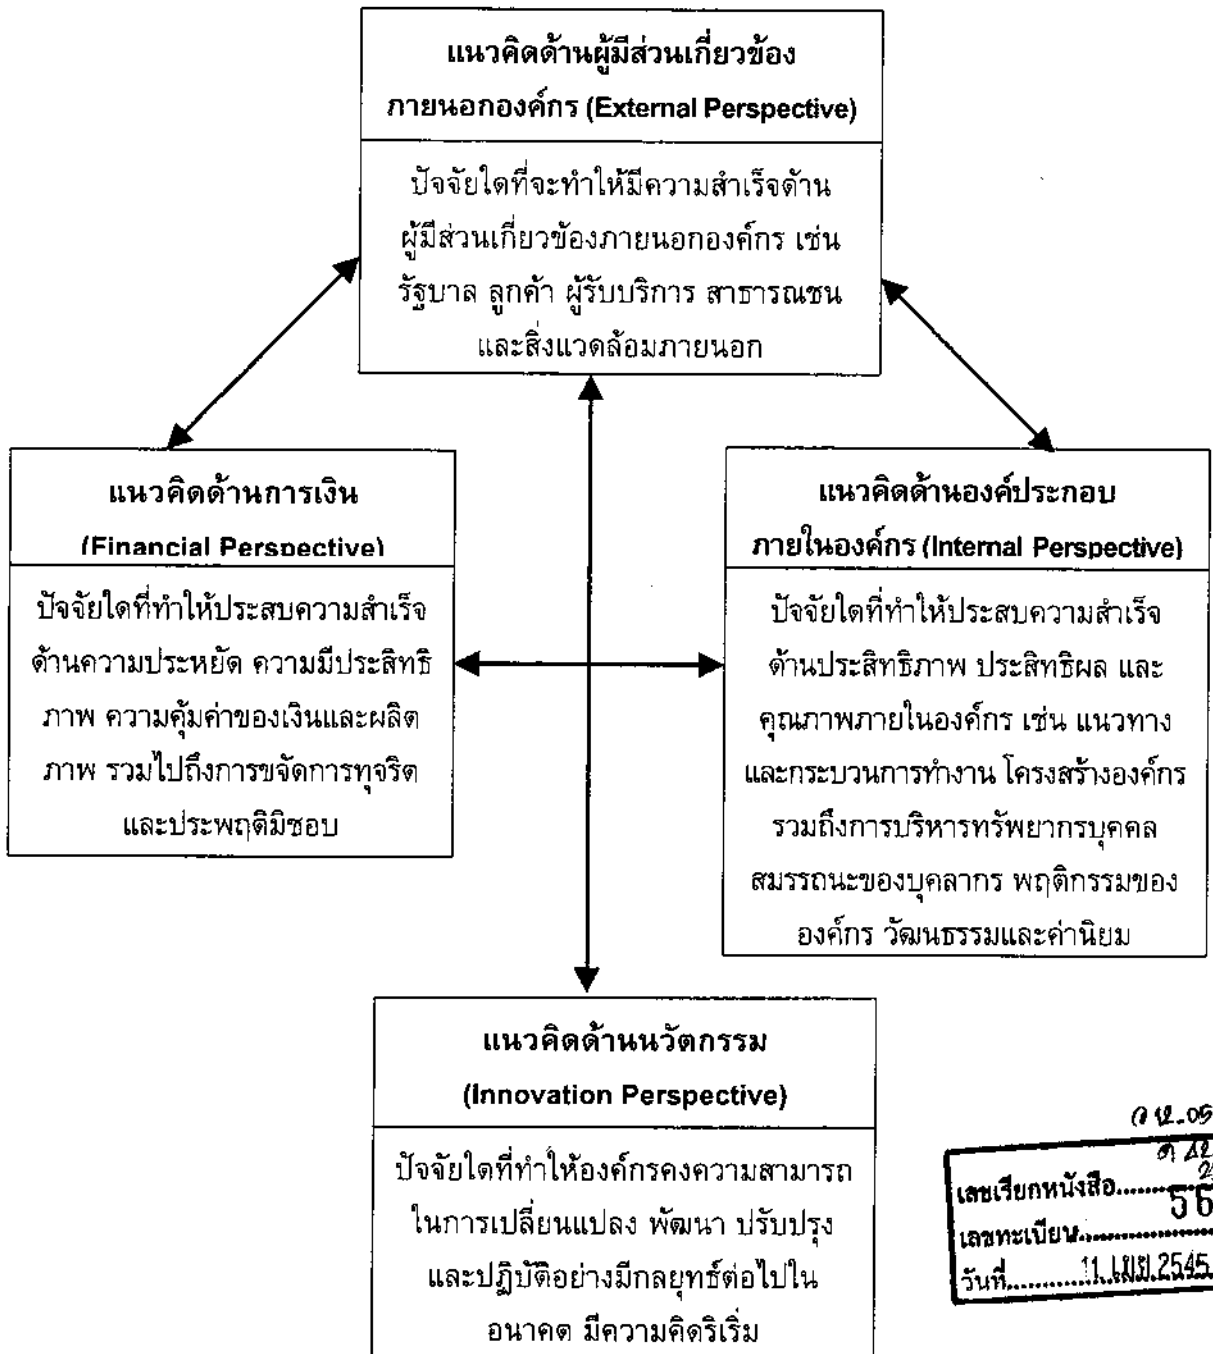 แนวคิดด้านผู้มีส่วนเกี่ยวข้อง
ภายนอกองค์กร (External Perspective)
ปัจจัยใดที่จะทำให้มีความสำเร็จด้าน
ผู้มีส่วนเกี่ยวข้องภายนอกองค์กร เช่น
รัฐบาล ลูกค้า ผู้รับบริการ สาธารณชน
และสิ่งแวดล้อมภายนอก
แนวคิดด้านการเงิน
(Financial Perspective)
ปัจจัยใดที่ทำให้ประสบความสำเร็จ
ด้านความประหยัด ความมีประสิทธิ
ภาพ ความคุ้มค่าของเงินและผลิต
ภาพ รวมไปถึงการขจัดการทุจริต
และประพฤติมิชอบ
แนวคิดด้านองค์ประกอบ
ภายในองค์กร (Internal Perspective)
ปัจจัยใดที่ทำให้ประสบความสำเร็จ
ด้านประสิทธิภาพ ประสิทธิผล และ
คุณภาพภายในองค์กร เช่น แนวทาง
และกระบวนการทำงาน โครงสร้างองค์กร
รวมถึงการบริหารทรัพยากรบุคคล
สมรรถนะของบุคลากร พฤติกรรมของ
องค์กร วัฒนธรรมและค่านิยม
แนวคิดด้านนวัตกรรม
(Innovation Perspective)
ปัจจัยใดที่ทำให้องค์กรคงความสามารถ
ในการเปลี่ยนแปลง พัฒนา ปรับปรุง
และปฏิบัติอย่างมีกลยุทธ์ต่อไปใน
อนาคต มีความคิดริเริ่ม
เลขเรียกหนังสือ
เลขทะเบียน 56
วันที่ 11 เมย. 2545